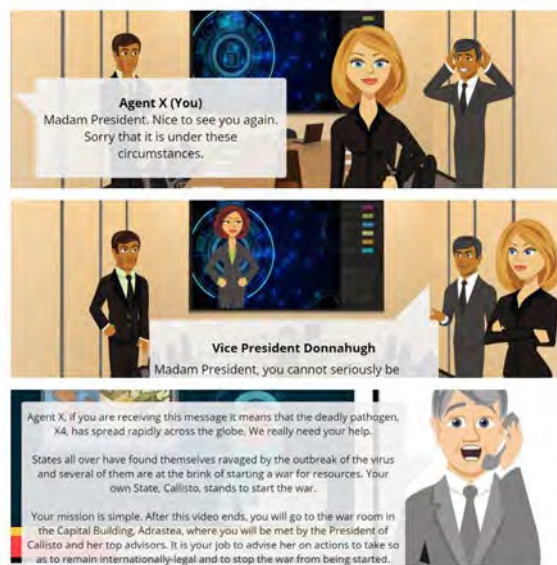 Agent X (You)
Madam President. Nice to see you again.
Sorry that it is under these
circumstances.
Vice President Donnahugh
Madam President, you cannot seriously be
Agent X, if you are receiving this message it means that the deadly pathogen,
X4, has spread rapidly across the globe. We really need your help.
States all over have found themselves ravaged by the outbreak of the virus
and several of them are at the brink of starting a war for resources. Your
own State, Callisto, stands to start the war.
Your mission is simple. After this video ends, you will go to the war room in
the Capital Building, Adrastea, where you will be met by the President of
Callisto and her top advisors. It is your job to advise her on actions to take so
as to remain internationally-legal and to stop the war from being started.